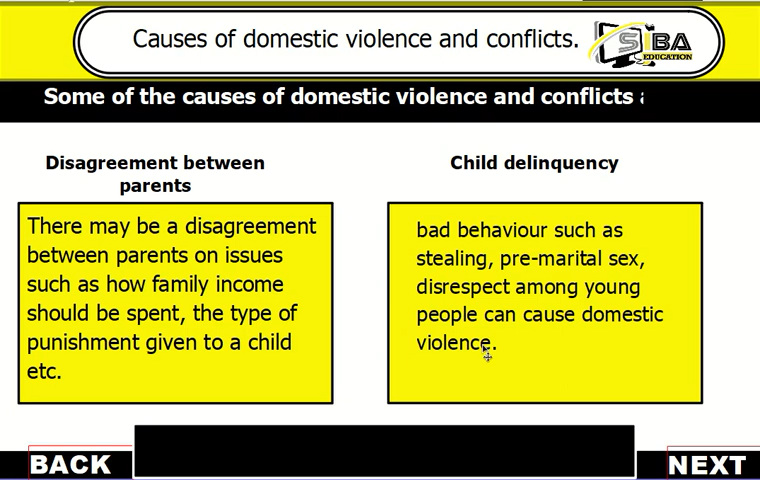 Causes of domestic violence and conflicts.
SIBA
EDUCATION
Some of the causes of domestic violence and conflicts
Disagreement between
parents
There may be a disagreement
between parents on issues
such as how family income
should be spent, the type of
punishment given to a child
etc.
Child delinquency
bad behaviour such as
stealing, pre-marital sex,
disrespect among young
people can cause domestic
violence.
BACK
NEXT